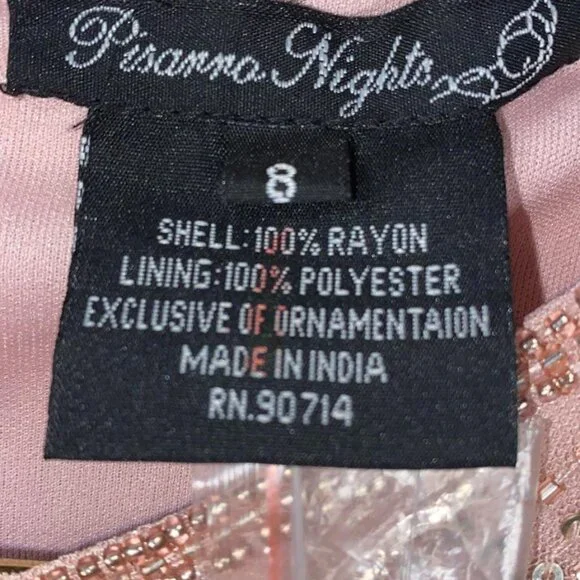 Pisarro Nights
8
SHELL:100% RAYON
LINING:100% POLYESTER
EXCLUSIVE OF ORNAMENTAION
MADE IN INDIA
RN.90714